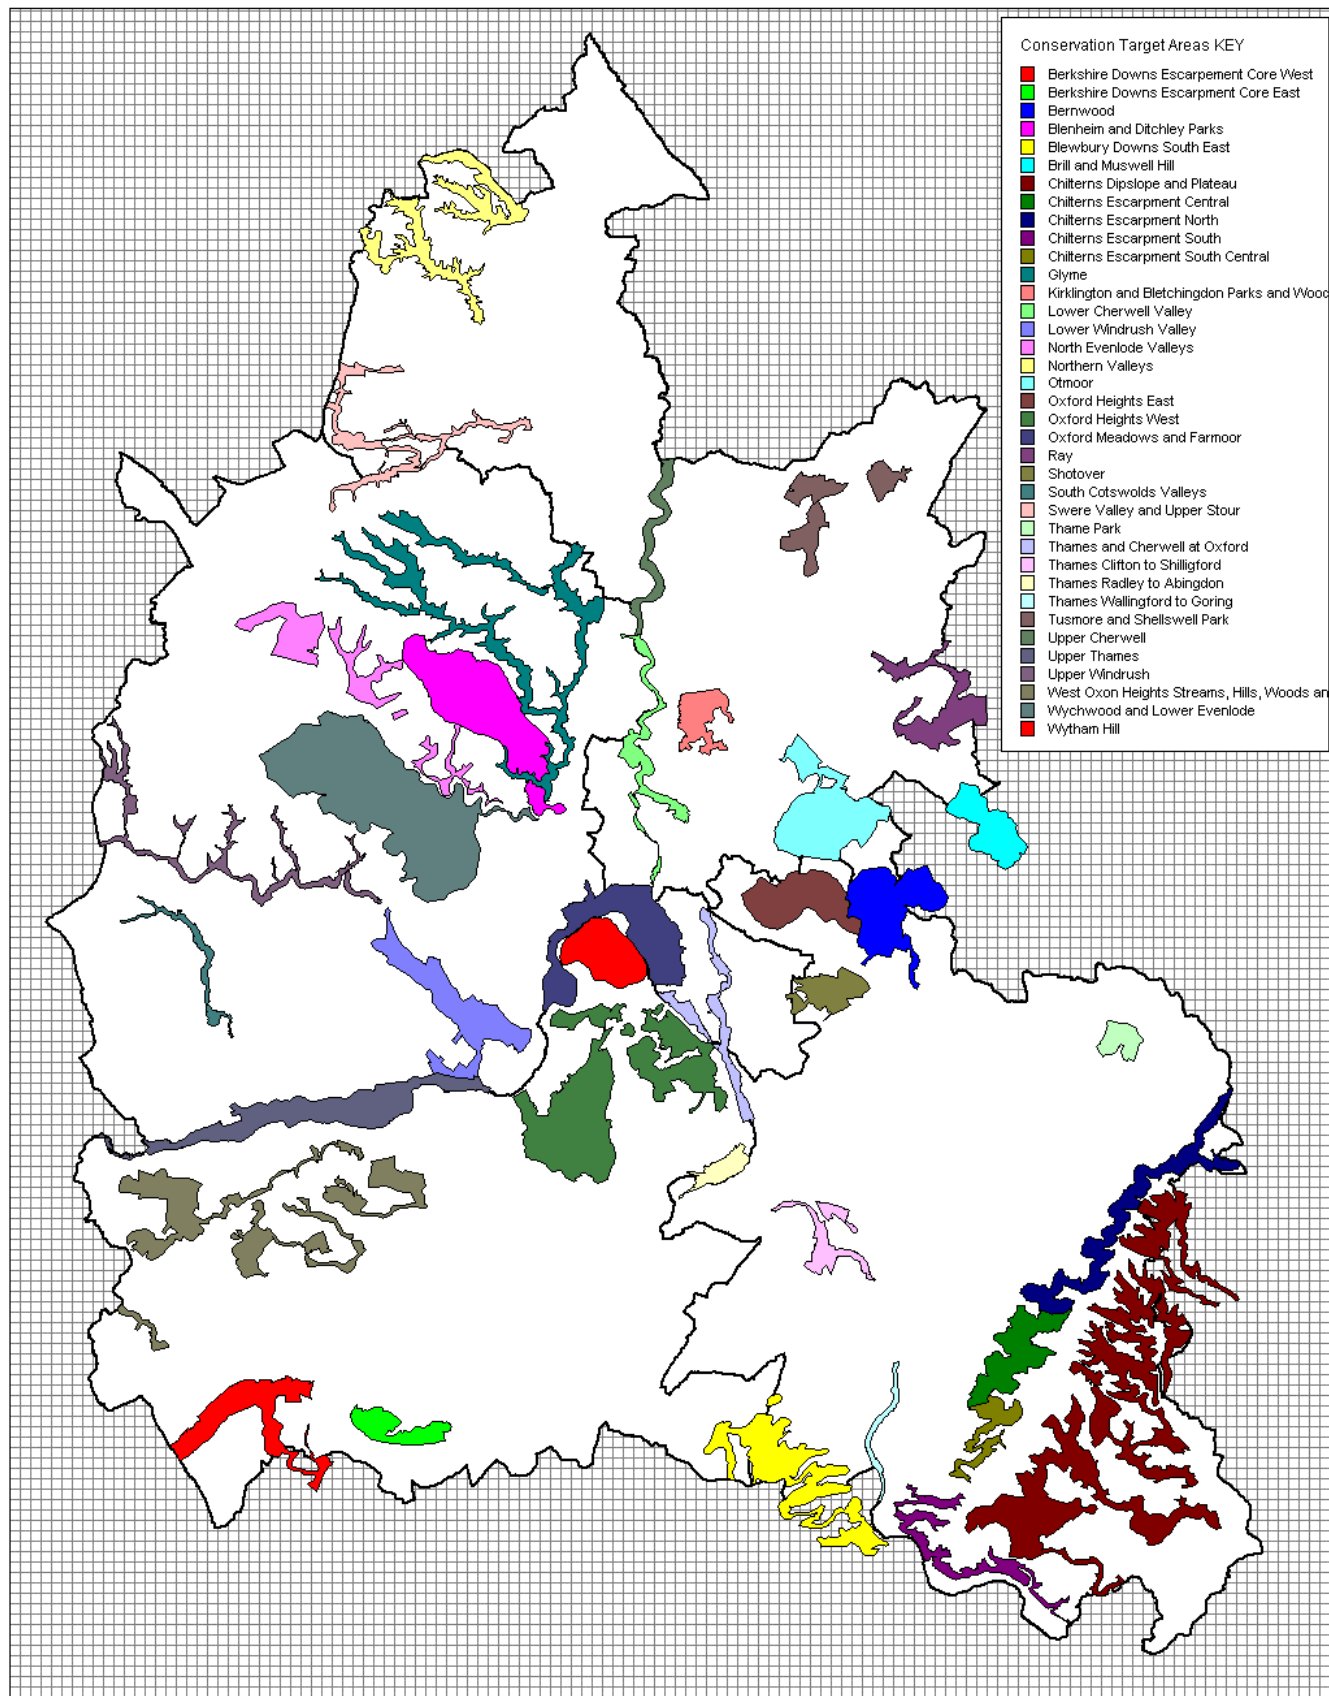 Conservation Target Areas KEY
Berkshire Downs Escarpement Core West
Berkshire Downs Escarpment Core East
Bernwood
Blenheim and Ditchley Parks
Blewbury Downs South East
Brill and Muswell Hill
Chilterns Dipslope and Plateau
Chilterns Escarpment Central
Chilterns Escarpment North
Chilterns Escarpment South
Chilterns Escarpment South Central
Glyme
Kirklington and Bletchingdon Parks and Wooc
Lower Cherwell Valley
Lower Windrush Valley
North Evenlode Valleys
Northern Valleys
Otmoor
Oxford Heights East
Oxford Heights West
Oxford Meadows and Farmoor
Ray
Shotover
South Cotswolds Valleys
Swere Valley and Upper Stour
Thame Park
Thames and Cherwell at Oxford
Thames Clifton to Shilligford
Thames Radley to Abingdon
Thames Wallingford to Goring
Tusmore and Shellswell Park
Upper Cherwell
Upper Thames
Upper Windrush
West Oxon Heights Streams, Hills, Woods an
Wychwood and Lower Evenlode
Wytham Hill